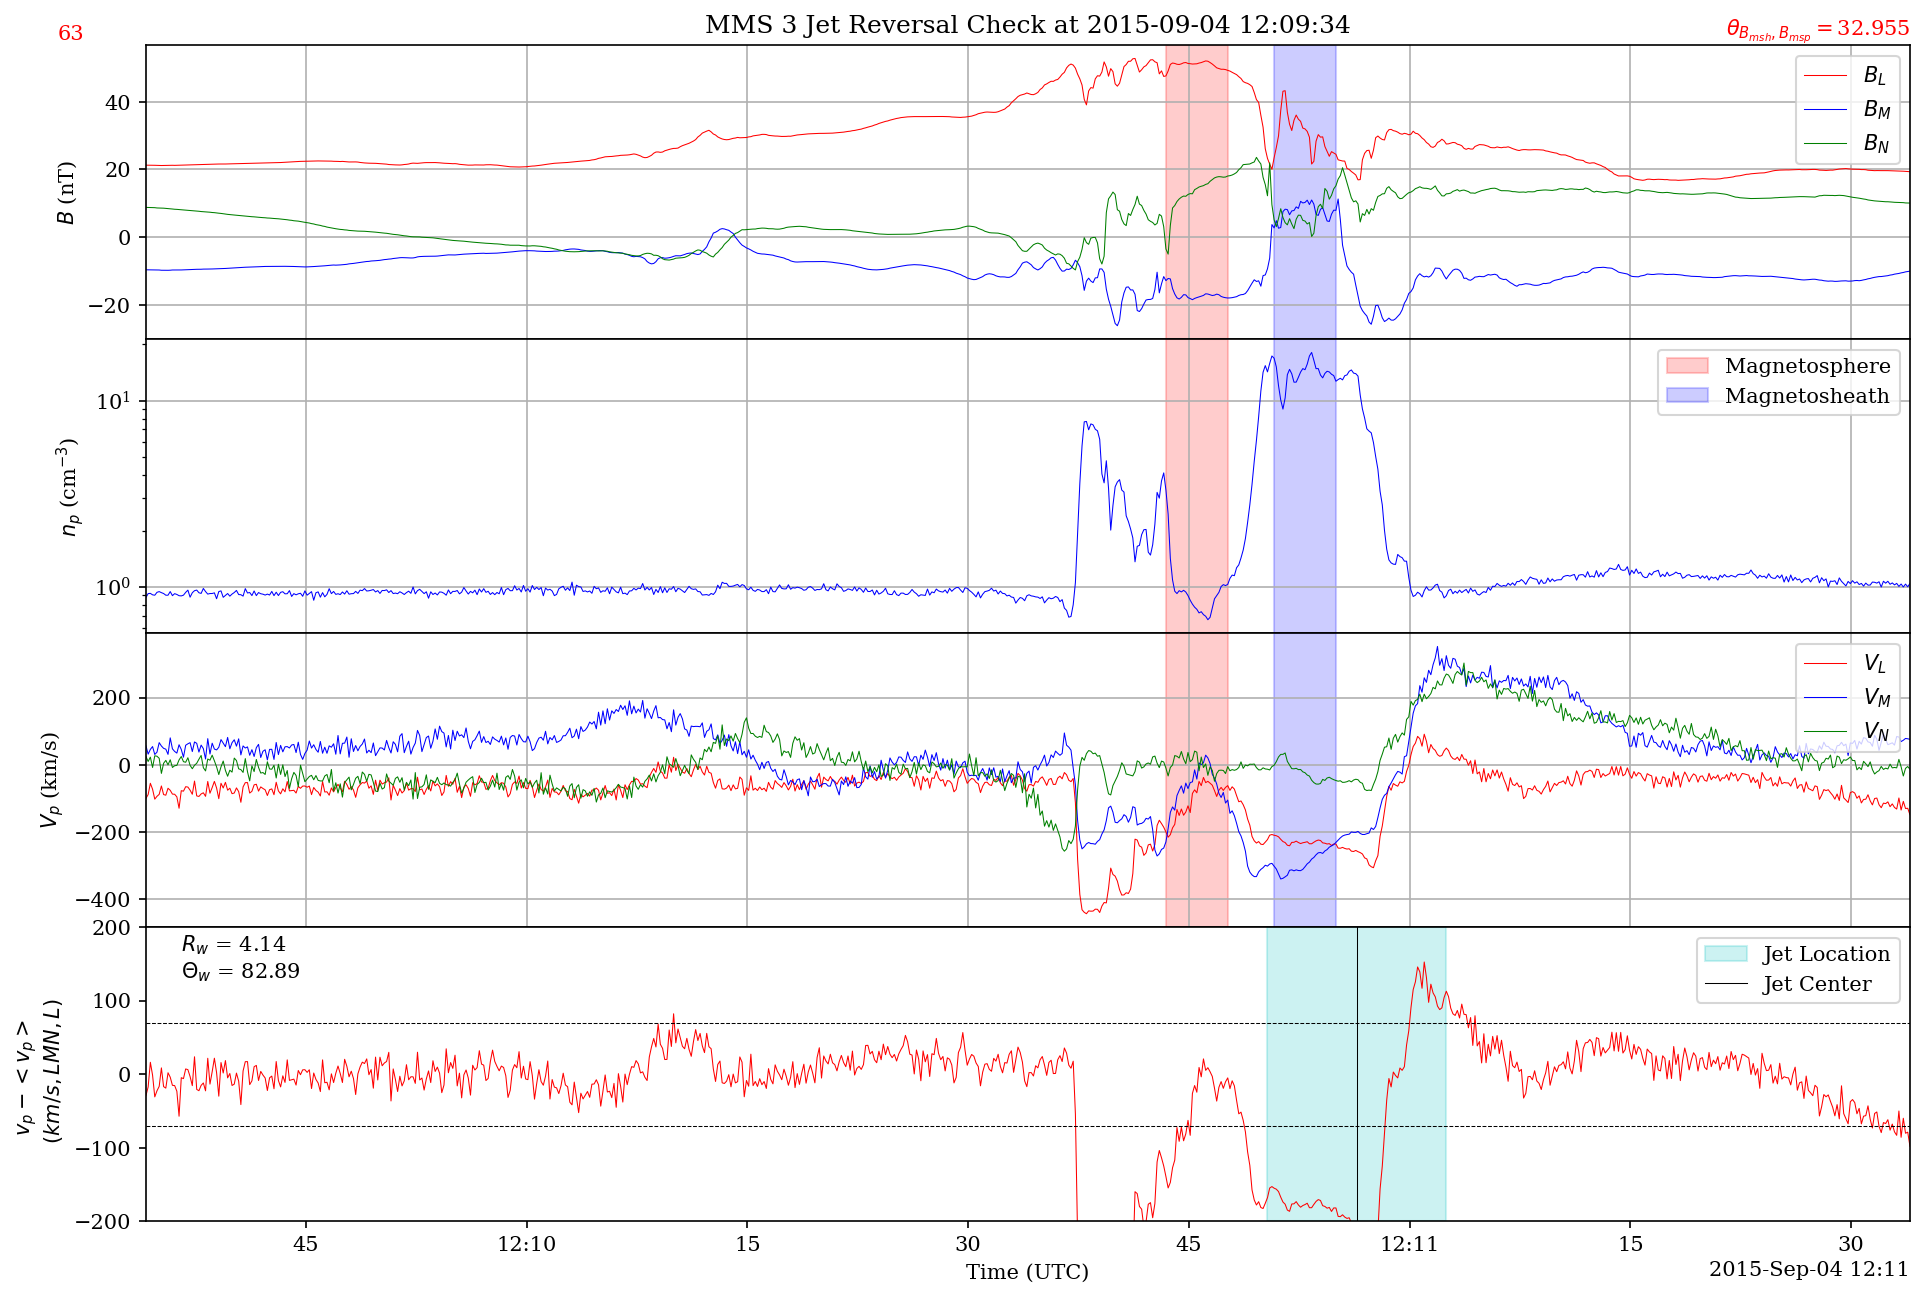 MMS 3 Jet Reversal Check at 2015-09-04 12:09:34
63
θ_{B_{msh}, B_{msp}} = 32.955
B (nT)
40
20
0
−20
B_L
B_M
B_N
n_p (cm^{−3})
10^1
10^0
Magnetosphere
Magnetosheath
V_p (km/s)
200
0
−200
−400
V_L
V_M
V_N
v_p − < v_p >
(km/s, LMN, L)
200
100
0
−100
−200
R_w = 4.14
Θ_w = 82.89
Jet Location
Jet Center
45 12:10 15 30 45 12:11 15 30
Time (UTC)
2015-Sep-04 12:11